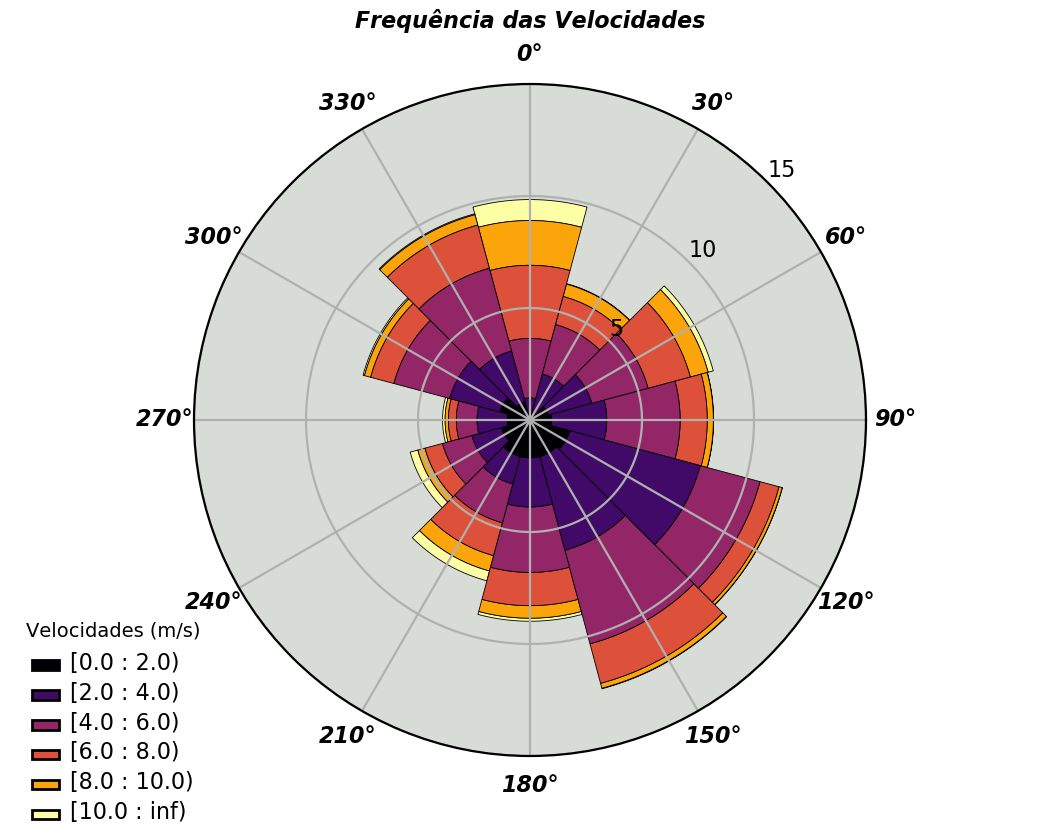 Frequência das Velocidades
0°
330°
30°
15
300°
60°
10
5
270°
90°
240°
120°
210°
150°
180°
Velocidades (m/s)
[0.0 : 2.0)
[2.0 : 4.0)
[4.0 : 6.0)
[6.0 : 8.0)
[8.0 : 10.0)
[10.0 : inf)